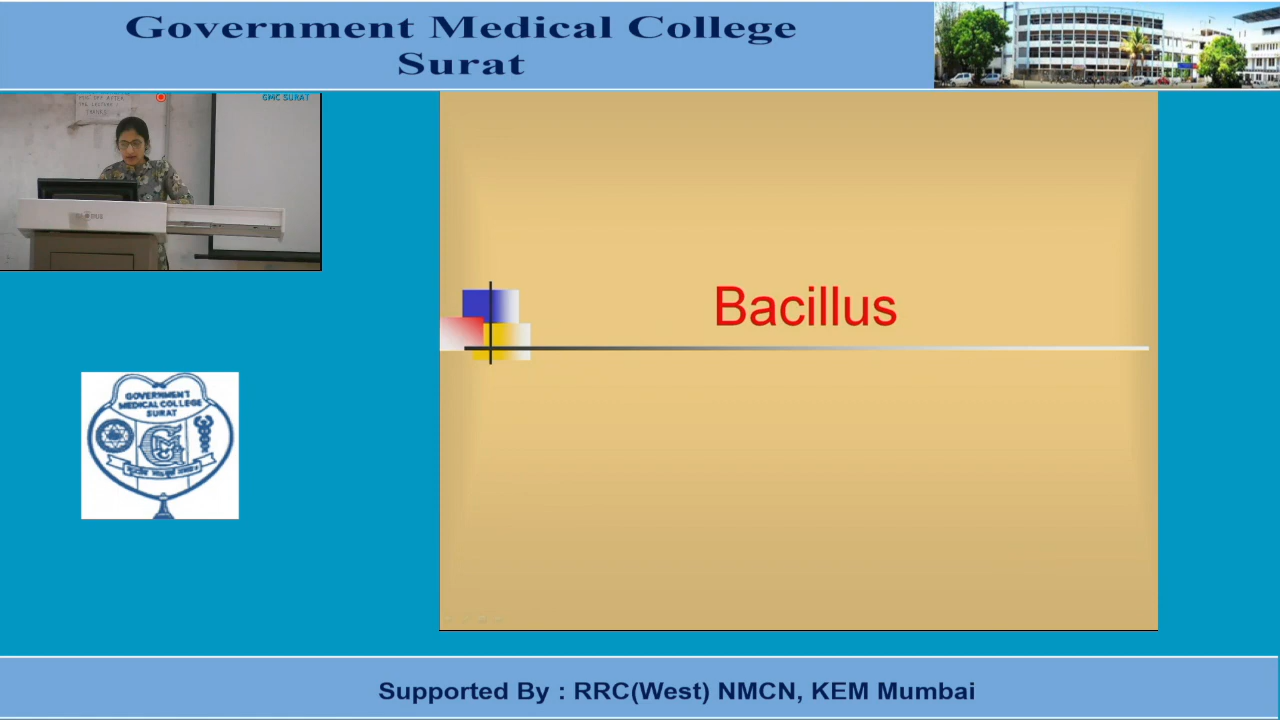 Government Medical College
Surat
GMC SURAT
Bacillus
GOVERNMENT
MEDICAL COLLEGE
SURAT
Supported By : RRC(West) NMCN, KEM Mumbai